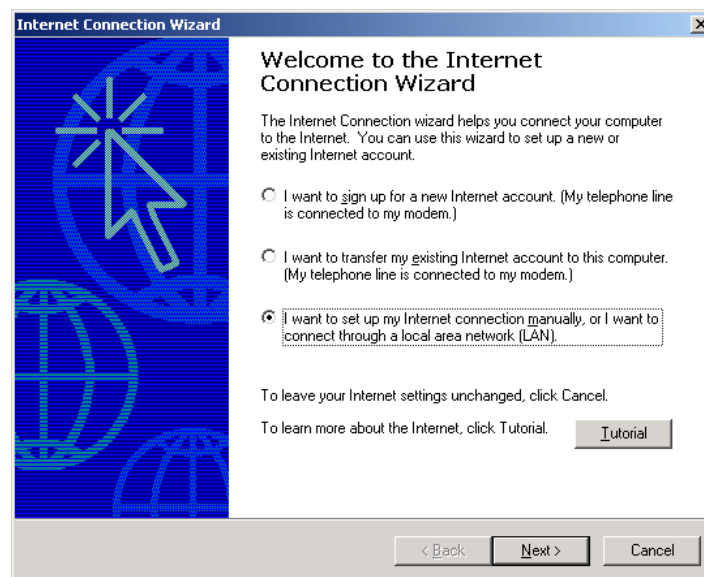 Internet Connection Wizard
Welcome to the Internet
Connection Wizard
The Internet Connection wizard helps you connect your computer
to the Internet. You can use this wizard to set up a new or
existing Internet account.
I want to sign up for a new Internet account. (My telephone line
is connected to my modem.)
I want to transfer my existing Internet account to this computer.
(My telephone line is connected to my modem.)
I want to set up my Internet connection manually, or I want to
connect through a local area network (LAN).
To leave your Internet settings unchanged, click Cancel.
To learn more about the Internet, click Tutorial.
Tutorial
< Back
Next >
Cancel